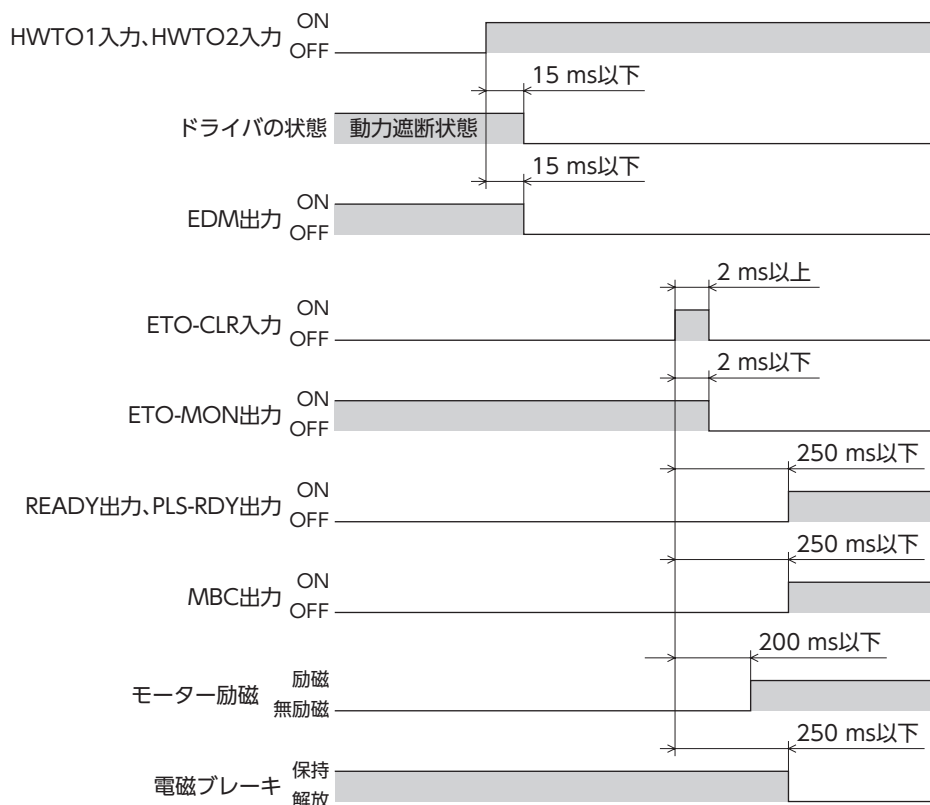 HWTO1入力、HWTO2入力 ON
OFF
15 ms以下
ドライバの状態 動力遮断状態
15 ms以下
EDM出力 ON
OFF
2 ms以上
ETO-CLR入力 ON
OFF
2 ms以下
ETO-MON出力 ON
OFF
250 ms以下
READY出力、PLS-RDY出力 ON
OFF
250 ms以下
MBC出力 ON
OFF
200 ms以下
モーター励磁 励磁
無励磁
250 ms以下
電磁ブレーキ 保持
解放